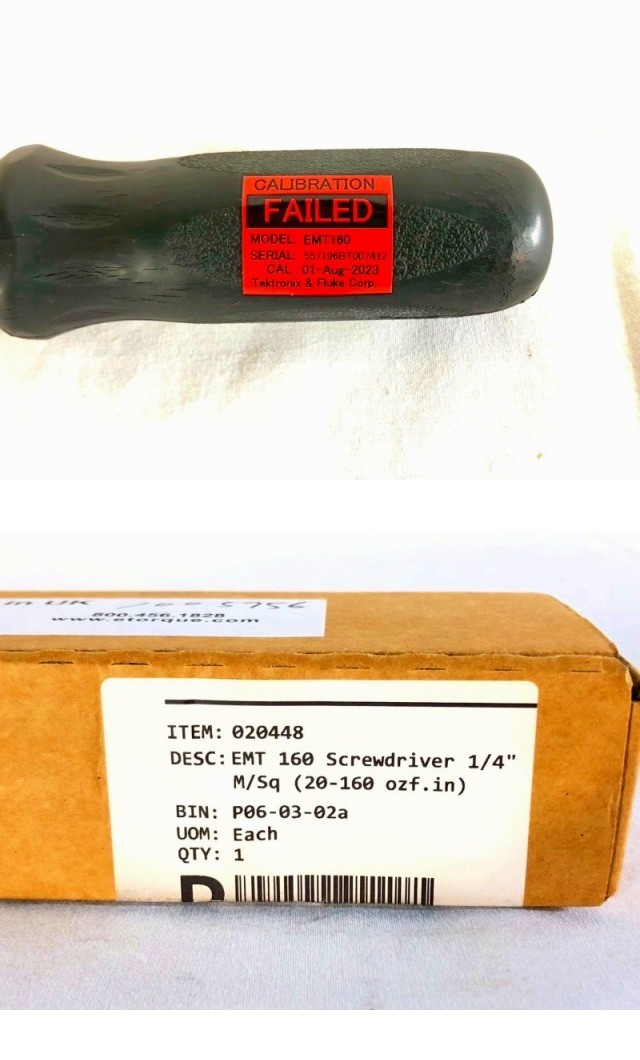 CALIBRATION
FAILED
MODEL EMT160
SERIAL 557196BT007412
CAL 01-Aug-2023
Tektronix & Fluke Corp.
in UK
800.456.1828
www.etorque.com
ITEM: 020448
DESC: EMT 160 Screwdriver 1/4"
M/Sq (20-160 ozf.in)
BIN: P06-03-02a
UOM: Each
QTY: 1